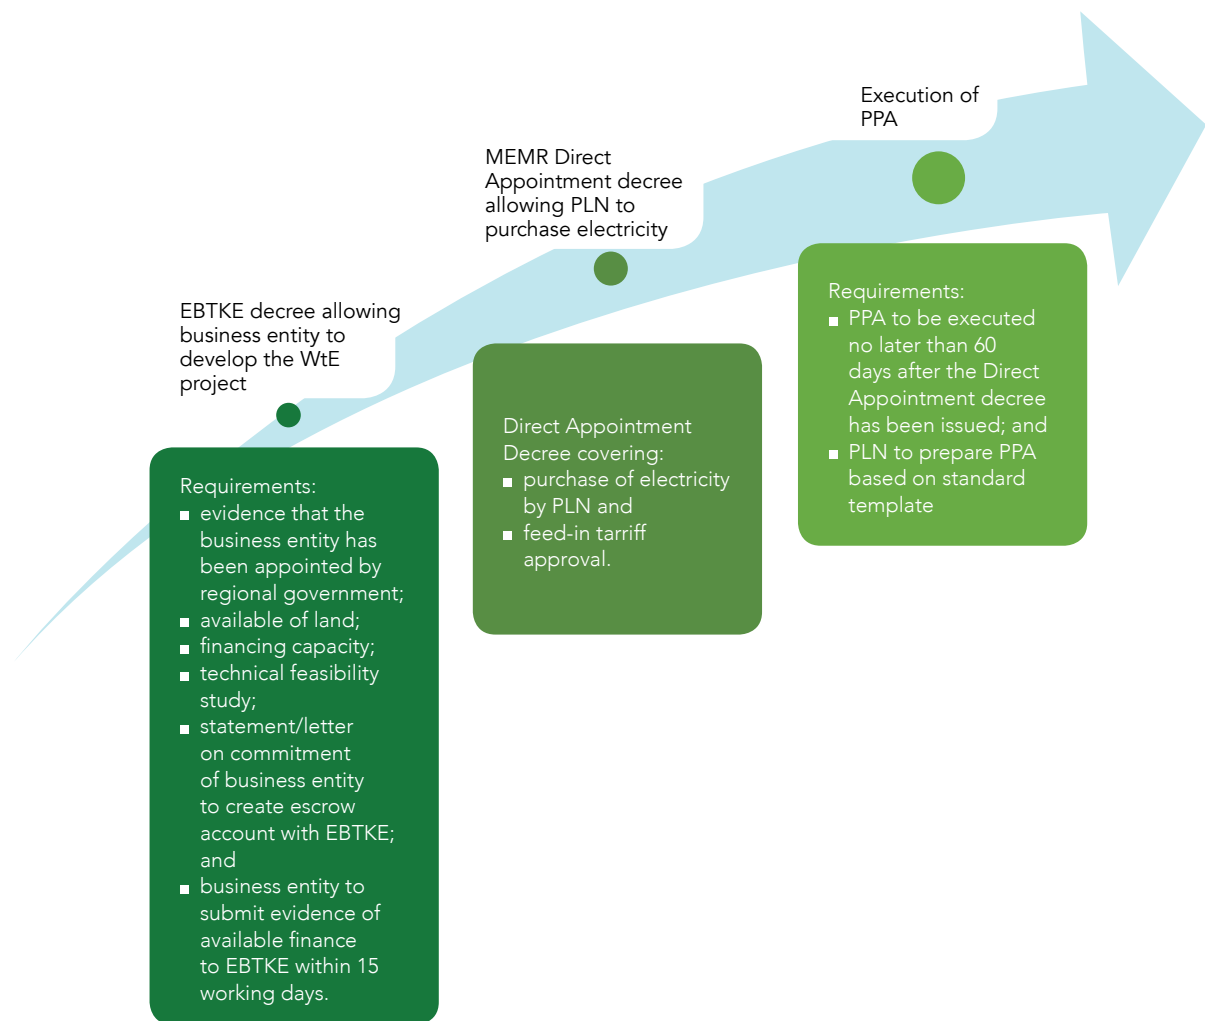 EBTKE decree allowing
business entity to
develop the WtE
project
Requirements:
▪ evidence that the
business entity has
been appointed by
regional government;
▪ available of land;
▪ financing capacity;
▪ technical feasibility
study;
▪ statement/letter
on commitment
of business entity
to create escrow
account with EBTKE;
and
▪ business entity to
submit evidence of
available finance
to EBTKE within 15
working days.
MEMR Direct
Appointment decree
allowing PLN to
purchase electricity
Direct Appointment
Decree covering:
▪ purchase of electricity
by PLN and
▪ feed-in tarriff
approval.
Execution of
PPA
Requirements:
▪ PPA to be executed
no later than 60
days after the Direct
Appointment decree
has been issued; and
▪ PLN to prepare PPA
based on standard
template